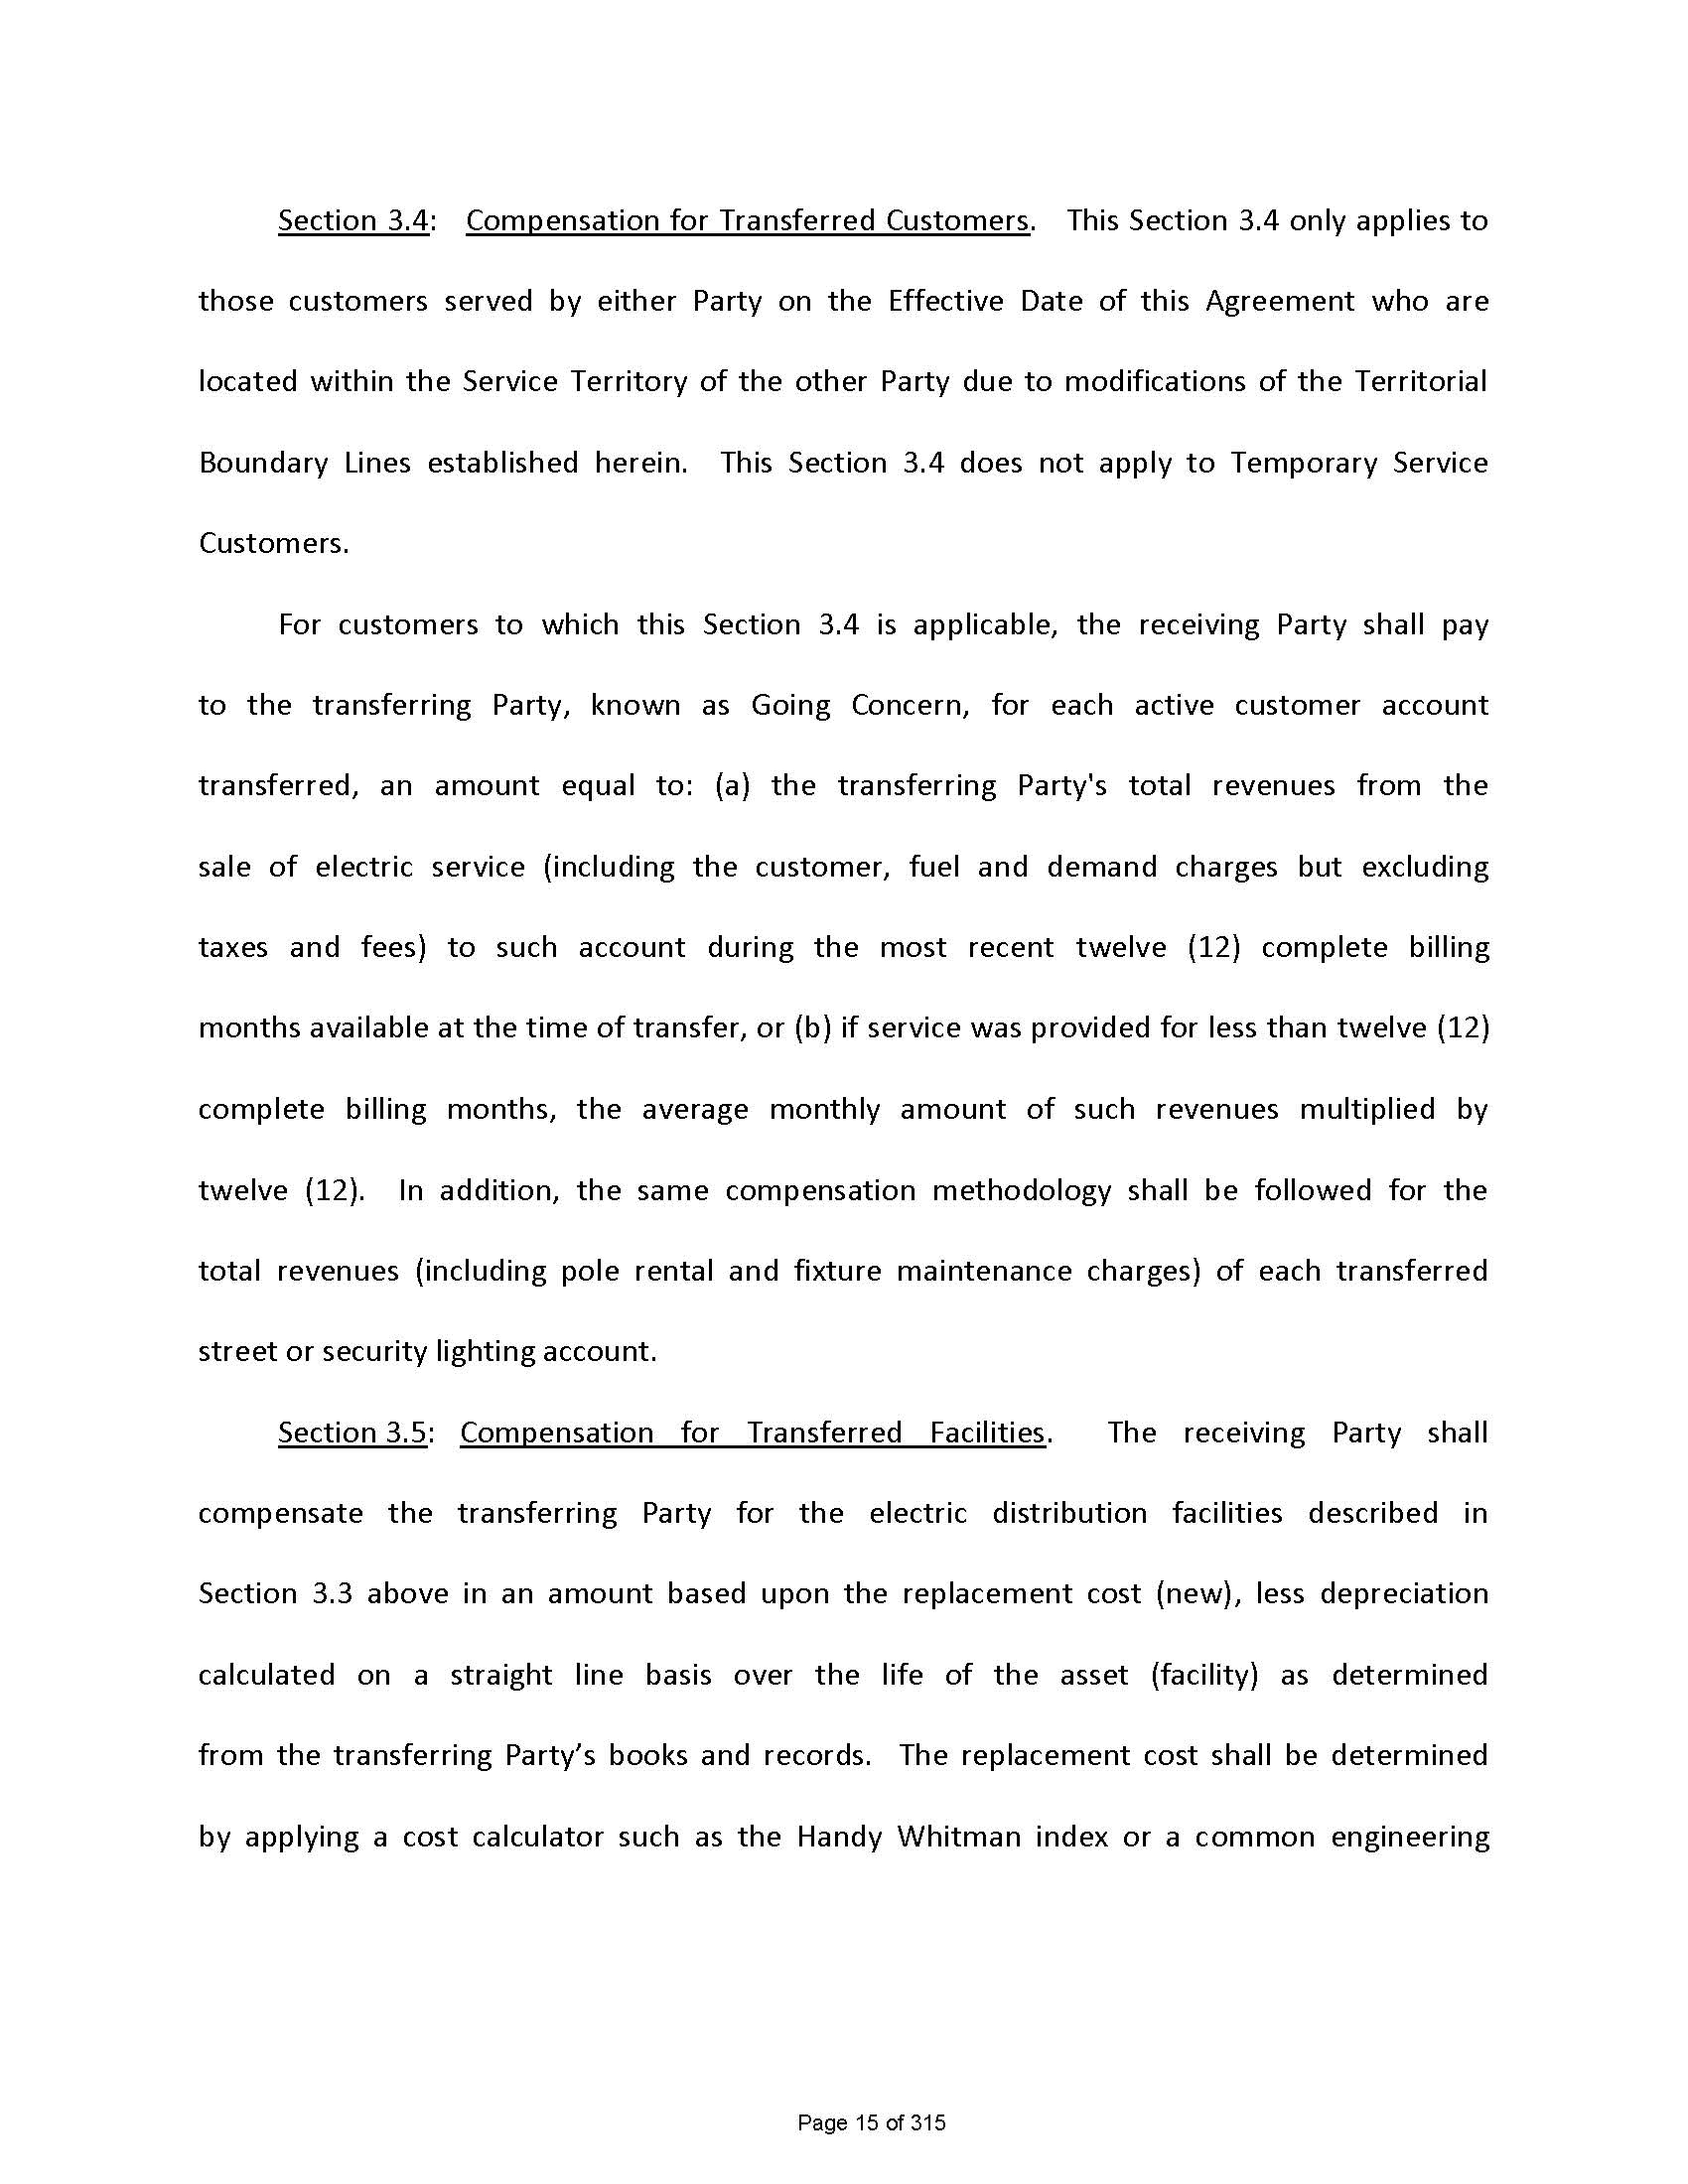 Section 3.4: Compensation for Transferred Customers. This Section 3.4 only applies to
those customers served by either Party on the Effective Date of this Agreement who are
located within the Service Territory of the other Party due to modifications of the Territorial
Boundary Lines established herein. This Section 3.4 does not apply to Temporary Service
Customers.
For customers to which this Section 3.4 is applicable, the receiving Party shall pay
to the transferring Party, known as Going Concern, for each active customer account
transferred, an amount equal to: (a) the transferring Party's total revenues from the
sale of electric service (including the customer, fuel and demand charges but excluding
taxes and fees) to such account during the most recent twelve (12) complete billing
months available at the time of transfer, or (b) if service was provided for less than twelve (12)
complete billing months, the average monthly amount of such revenues multiplied by
twelve (12). In addition, the same compensation methodology shall be followed for the
total revenues (including pole rental and fixture maintenance charges) of each transferred
street or security lighting account.
Section 3.5: Compensation for Transferred Facilities. The receiving Party shall
compensate the transferring Party for the electric distribution facilities described in
Section 3.3 above in an amount based upon the replacement cost (new), less depreciation
calculated on a straight line basis over the life of the asset (facility) as determined
from the transferring Party’s books and records. The replacement cost shall be determined
by applying a cost calculator such as the Handy Whitman index or a common engineering
Page 15 of 315